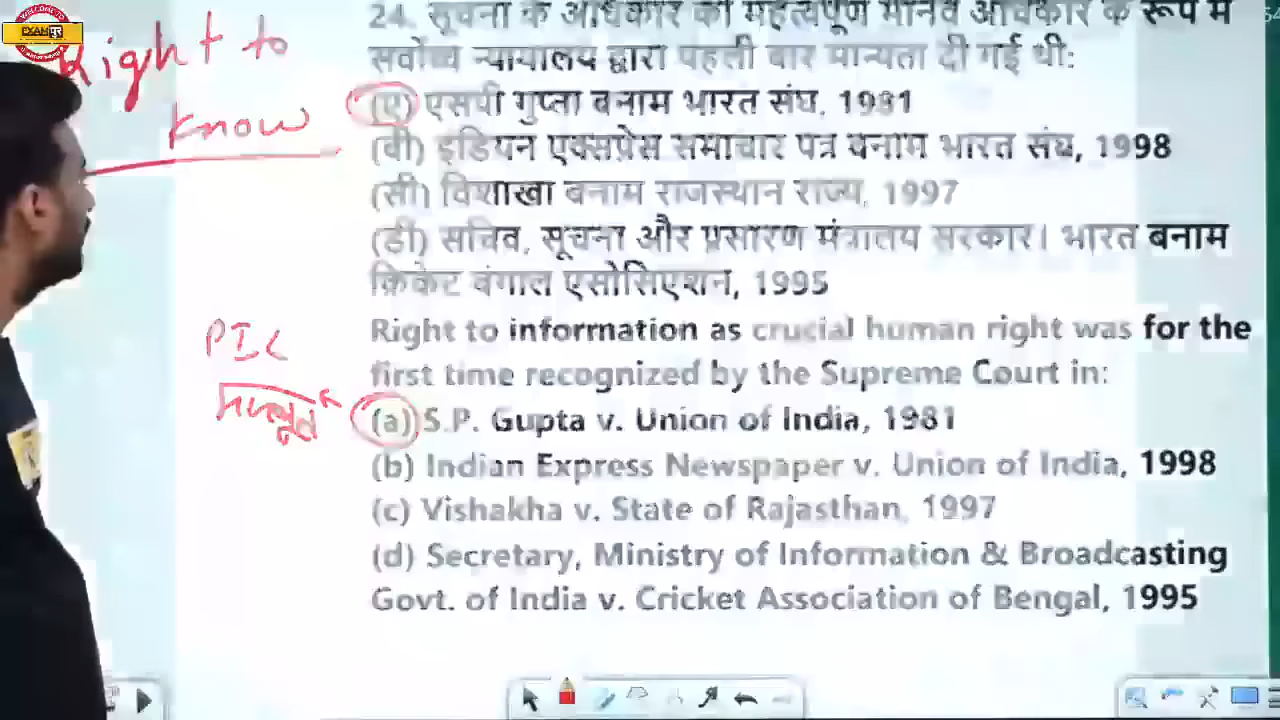 WELCOME TO
EXAM
Right to
know
24. सूचना के अधिकार को महत्वपूर्ण मानव अधिकार के रूप में
सर्वोच्च न्यायालय द्वारा पहली बार मान्यता दी गई थी:
(ए) एसपी गुप्ता बनाम भारत संघ, 1981
(बी) इंडियन एक्सप्रेस समाचार पत्र बनाम भारत संघ, 1998
(सी) विशाखा बनाम राजस्थान राज्य, 1997
(डी) सचिव, सूचना और प्रसारण मंत्रालय सरकार। भारत बनाम
क्रिकेट बंगाल एसोसिएशन, 1995
Right to information as crucial human right was for the
first time recognized by the Supreme Court in:
PIL
(a) S.P. Gupta v. Union of India, 1981
(b) Indian Express Newspaper v. Union of India, 1998
(c) Vishakha v. State of Rajasthan, 1997
(d) Secretary, Ministry of Information & Broadcasting
Govt. of India v. Cricket Association of Bengal, 1995